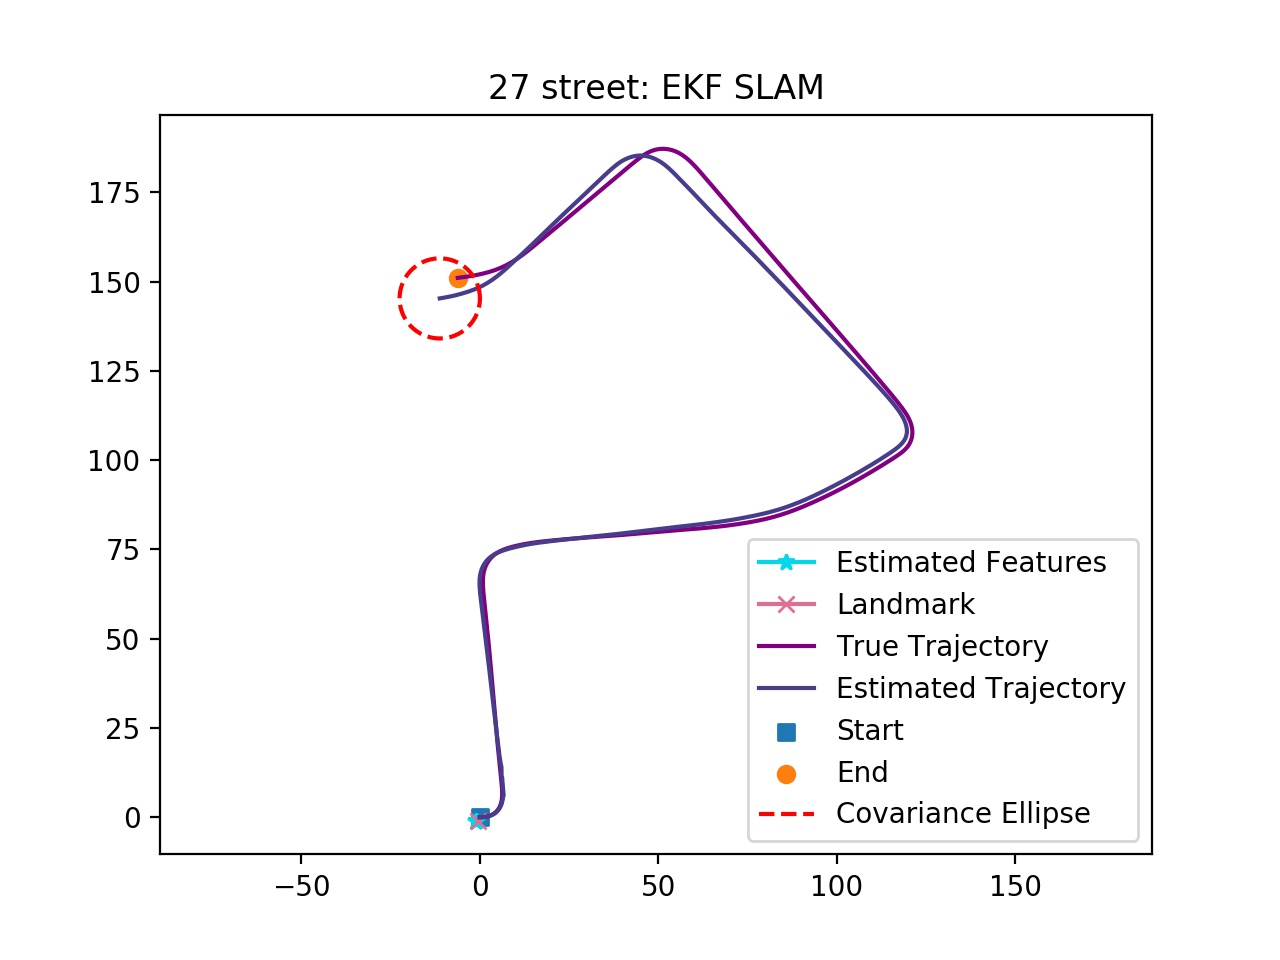 27 street: EKF SLAM
175
150
125
100
75
50
25
0
Estimated Features
Landmark
True Trajectory
Estimated Trajectory
Start
End
Covariance Ellipse
−50 0 50 100 150